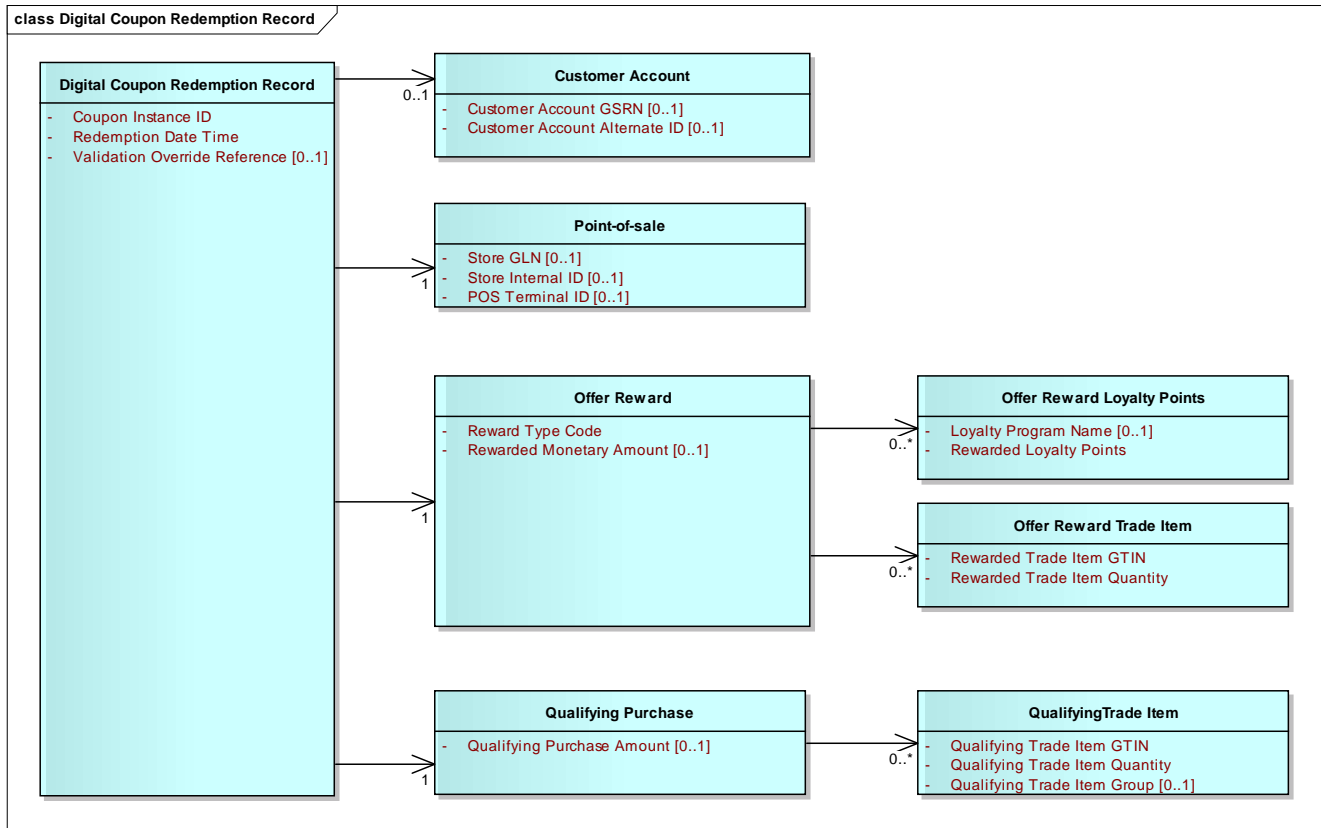 class Digital Coupon Redemption Record
Digital Coupon Redemption Record
- Coupon Instance ID
- Redemption Date Time
- Validation Override Reference [0..1]
0..1
Customer Account
- Customer Account GSRN [0..1]
- Customer Account Alternate ID [0..1]
1
Point-of-sale
- Store GLN [0..1]
- Store Internal ID [0..1]
- POS Terminal ID [0..1]
1
Offer Reward
- Reward Type Code
- Rewarded Monetary Amount [0..1]
0..*
Offer Reward Loyalty Points
- Loyalty Program Name [0..1]
- Rewarded Loyalty Points
0..*
Offer Reward Trade Item
- Rewarded Trade Item GTIN
- Rewarded Trade Item Quantity
1
Qualifying Purchase
- Qualifying Purchase Amount [0..1]
0..*
QualifyingTrade Item
- Qualifying Trade Item GTIN
- Qualifying Trade Item Quantity
- Qualifying Trade Item Group [0..1]